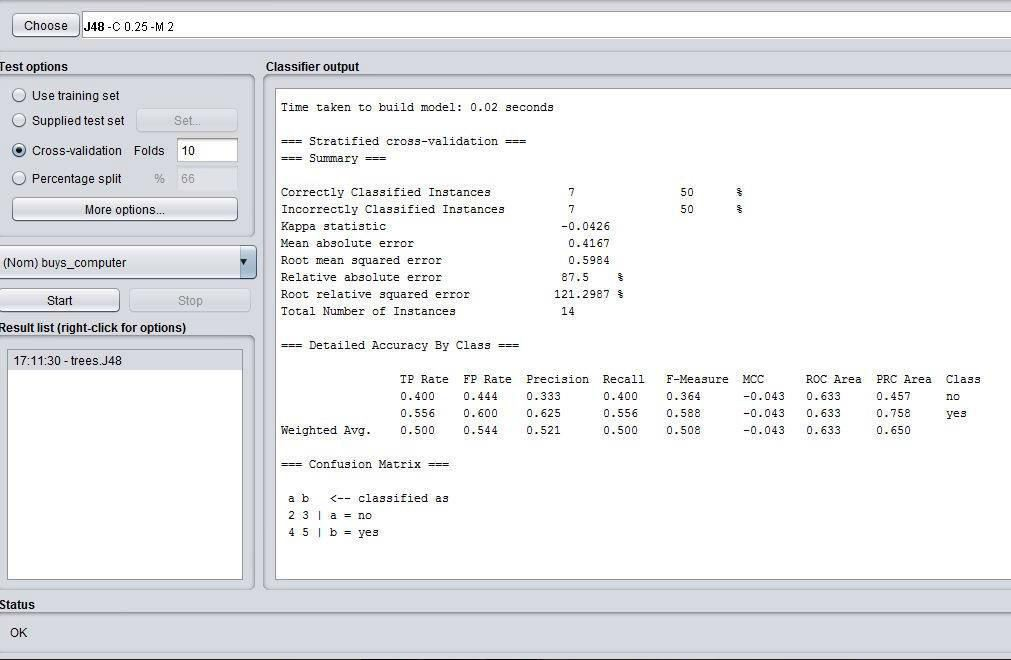 Choose J48 -C 0.25 -M 2
Test options
Use training set
Supplied test set Set...
Cross-validation Folds 10
Percentage split % 66
More options...
(Nom) buys_computer
Start Stop
Result list (right-click for options)
17:11:30 - trees.J48
Classifier output
Time taken to build model: 0.02 seconds
=== Stratified cross-validation ===
=== Summary ===
Correctly Classified Instances 7 50 %
Incorrectly Classified Instances 7 50 %
Kappa statistic -0.0426
Mean absolute error 0.4167
Root mean squared error 0.5984
Relative absolute error 87.5 %
Root relative squared error 121.2987 %
Total Number of Instances 14
=== Detailed Accuracy By Class ===
TP Rate FP Rate Precision Recall F-Measure MCC ROC Area PRC Area Class
0.400 0.444 0.333 0.400 0.364 -0.043 0.633 0.457 no
0.556 0.600 0.625 0.556 0.588 -0.043 0.633 0.758 yes
Weighted Avg. 0.500 0.544 0.521 0.500 0.508 -0.043 0.633 0.650
=== Confusion Matrix ===
a b <-- classified as
2 3 | a = no
4 5 | b = yes
Status
OK